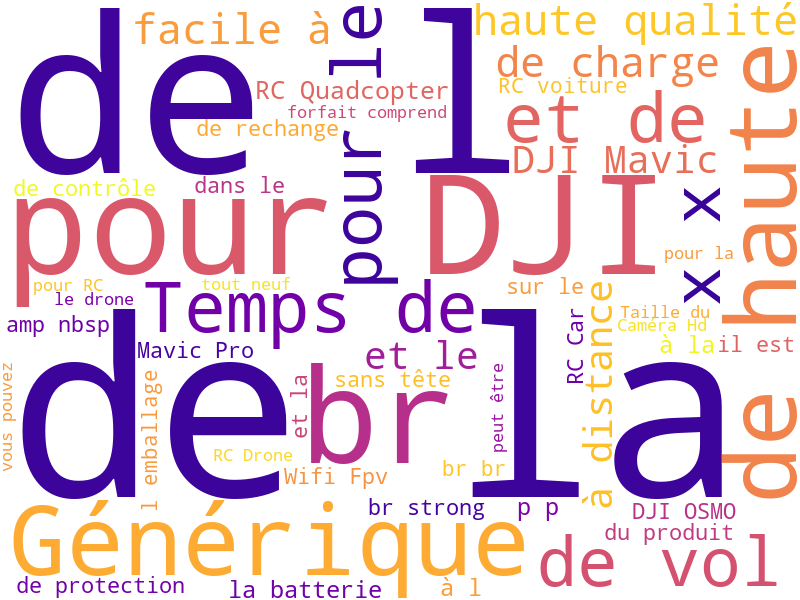 facile à
haute qualité
de l
pour le
de charge
RC Quadcopter
RC voiture
forfait comprend
de rechange
et de
de haute
DJI Mavic
de contrôle
dans le
pour DJI
x x
pour la
pour RC
tout neuf
sur le
le drone
Temps de
amp nbsp
Taille du
Caméra Hd
RC Car
à distance
Mavic Pro
et le
à la
il est
de la
vous pouvez
l emballage
et la
br
sans tête
peut être
RC Drone
Wifi Fpv
br br
br strong
p p
DJI OSMO
Générique
du produit
de vol
de protection
la batterie
à l